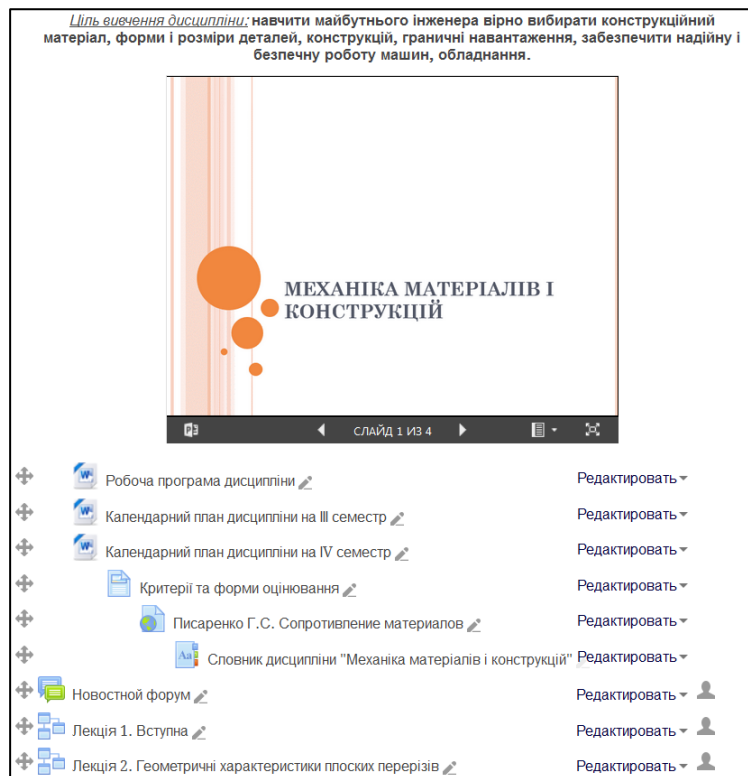 Ціль вивчення дисципліни: навчити майбутнього інженера вірно вибирати конструкційний
матеріал, форми і розміри деталей, конструкцій, граничні навантаження, забезпечити надійну і
безпечну роботу машин, обладнання.
МЕХАНІКА МАТЕРІАЛІВ І
КОНСТРУКЦІЙ
СЛАЙД 1 ИЗ 4
Робоча програма дисципліни Редактировать
Календарний план дисципліни на III семестр Редактировать
Календарний план дисципліни на IV семестр Редактировать
Критерії та форми оцінювання Редактировать
Писаренко Г.С. Сопротивление материалов Редактировать
Словник дисципліни "Механіка матеріалів і конструкцій" Редактировать
Новостной форум Редактировать
Лекція 1. Вступна Редактировать
Лекція 2. Геометричні характеристики плоских перерізів Редактировать